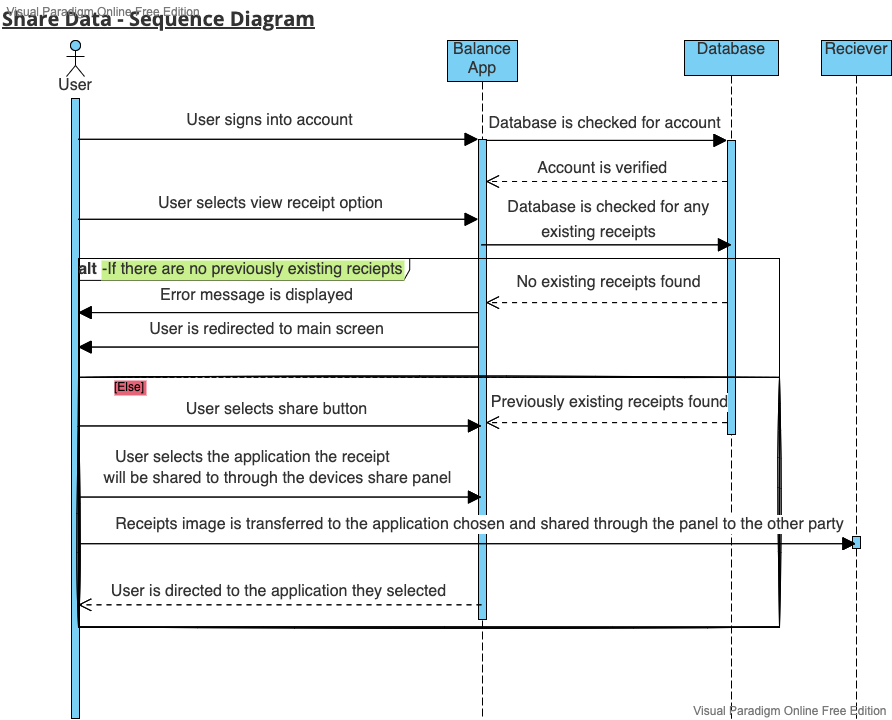 Visual Paradigm Online Free Edition
Share Data - Sequence Diagram
User
Balance
App
Database
Reciever
User signs into account
Database is checked for account
Account is verified
User selects view receipt option
Database is checked for any
existing receipts
alt -If there are no previously existing reciepts
No existing receipts found
Error message is displayed
User is redirected to main screen
[Else]
Previously existing receipts found
User selects share button
User selects the application the receipt
will be shared to through the devices share panel
Receipts image is transferred to the application chosen and shared through the panel to the other party
User is directed to the application they selected
Visual Paradigm Online Free Edition